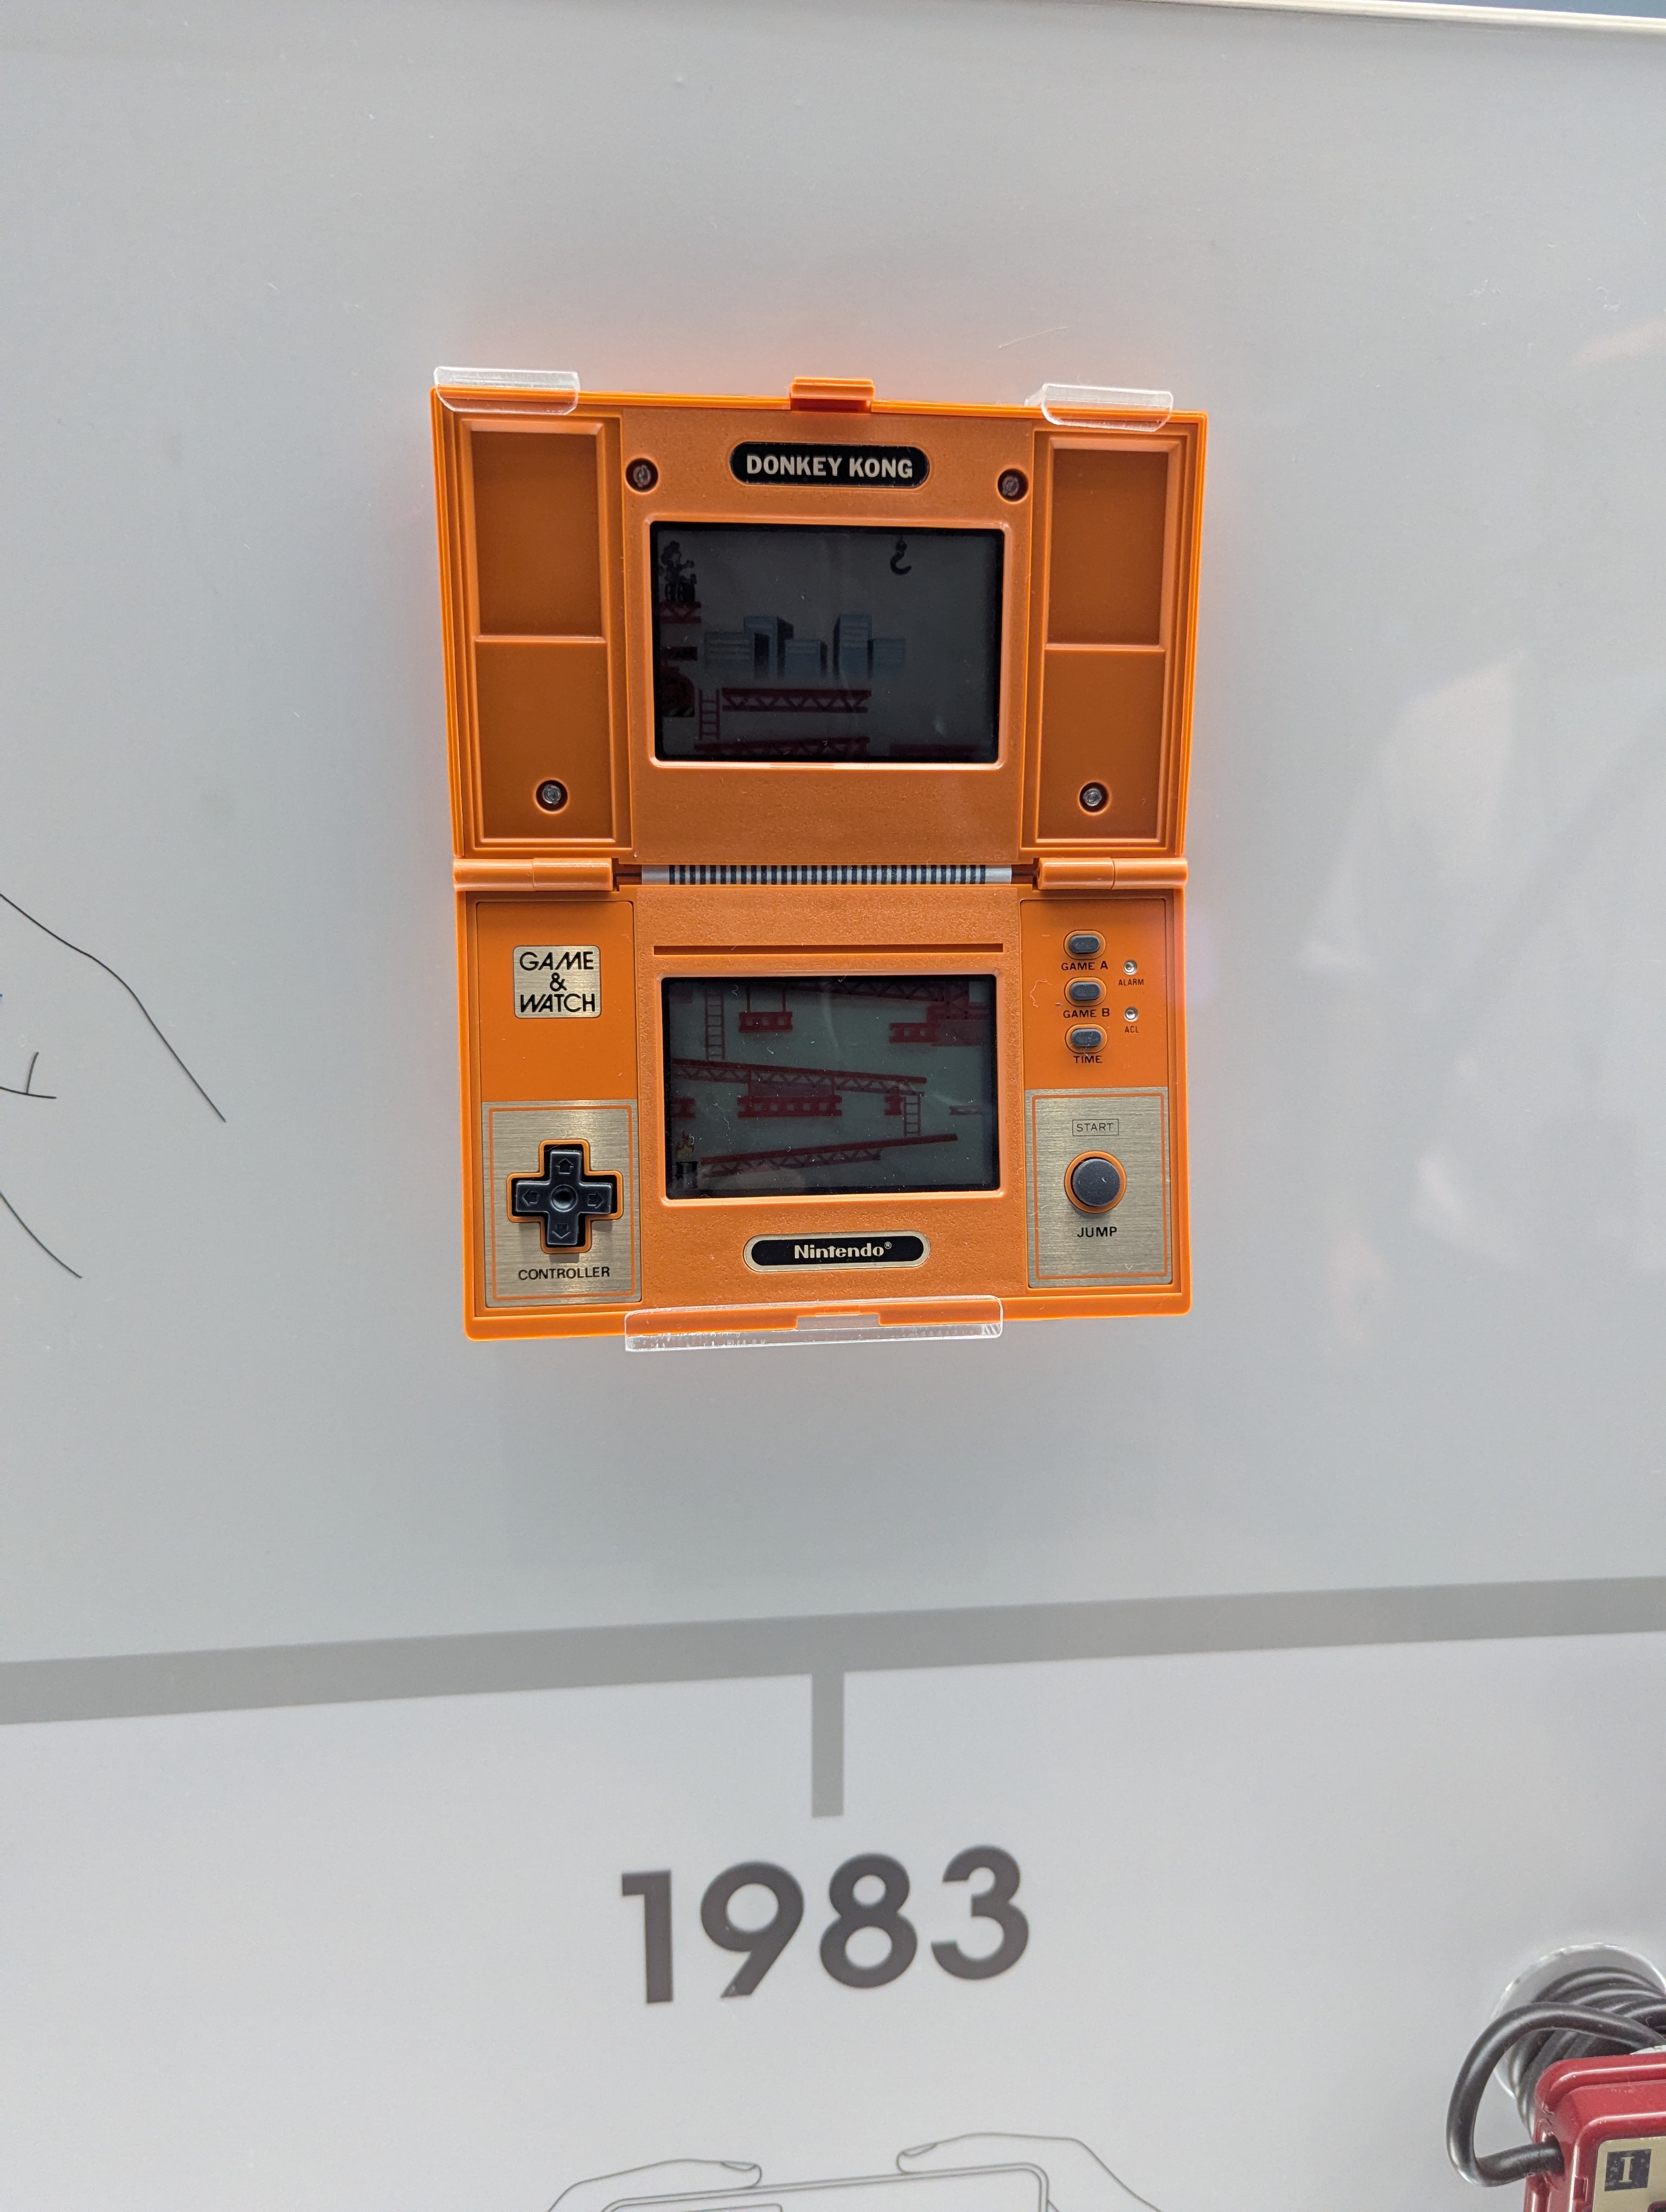 DONKEY KONG
GAME
&
WATCH
GAME A
ALARM
GAME B
ACL
TIME
START
JUMP
CONTROLLER
Nintendo®
1983
I